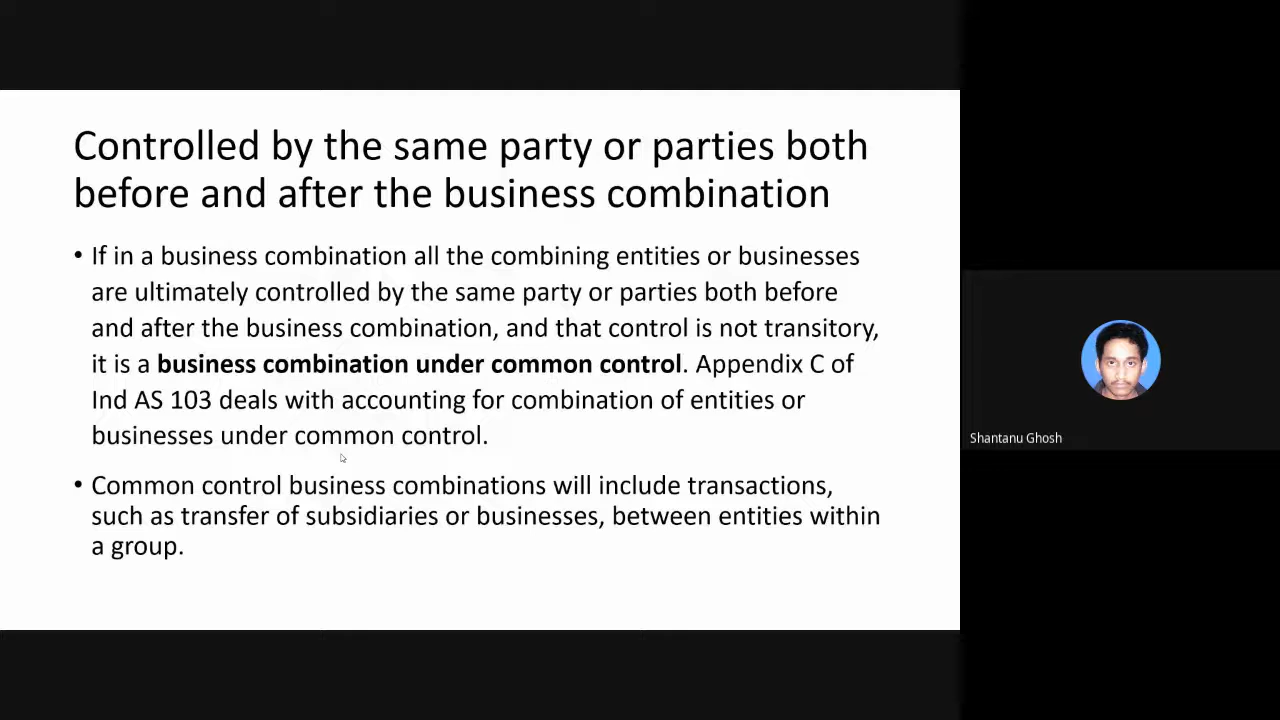 Controlled by the same party or parties both
before and after the business combination
• If in a business combination all the combining entities or businesses
are ultimately controlled by the same party or parties both before
and after the business combination, and that control is not transitory,
it is a business combination under common control. Appendix C of
Ind AS 103 deals with accounting for combination of entities or
businesses under common control.
• Common control business combinations will include transactions,
such as transfer of subsidiaries or businesses, between entities within
a group.
Shantanu Ghosh